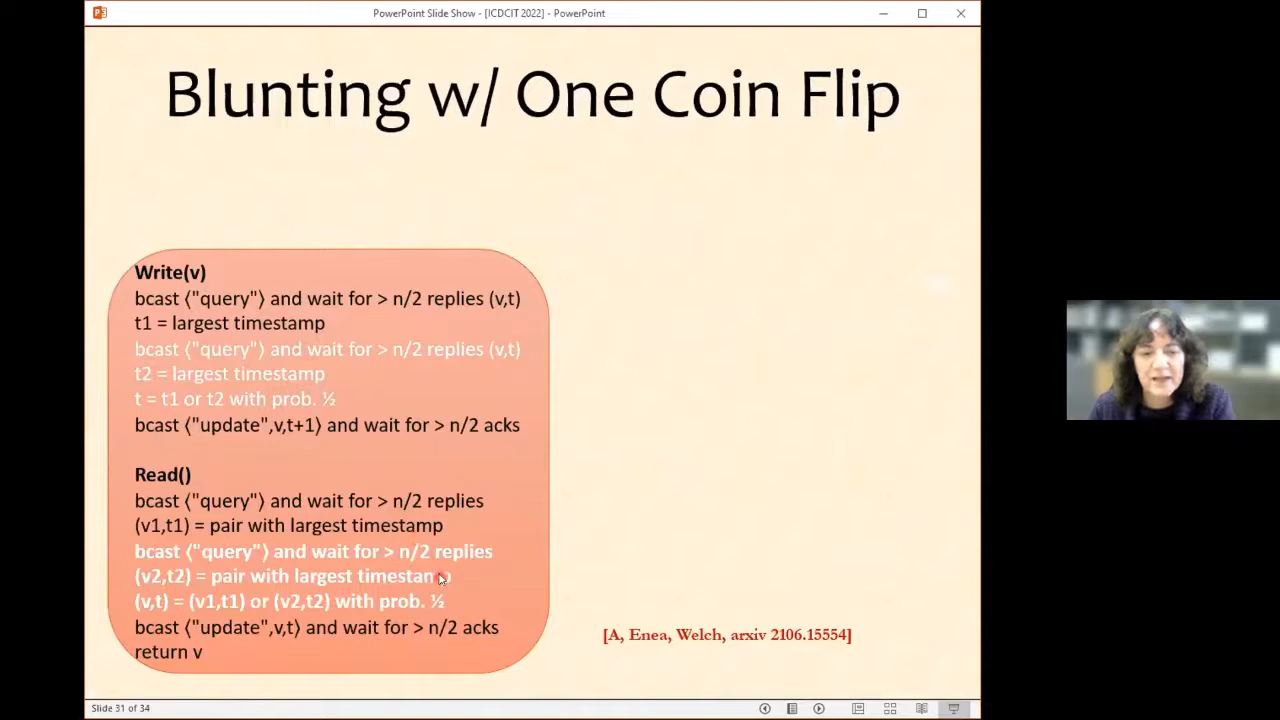 PowerPoint Slide Show - [ICDCIT 2022] - PowerPoint
Blunting w/ One Coin Flip
Write(v)
bcast ⟨"query"⟩ and wait for > n/2 replies (v,t)
t1 = largest timestamp
bcast ⟨"query"⟩ and wait for > n/2 replies (v,t)
t2 = largest timestamp
t = t1 or t2 with prob. ½
bcast ⟨"update",v,t+1⟩ and wait for > n/2 acks
Read()
bcast ⟨"query"⟩ and wait for > n/2 replies
(v1,t1) = pair with largest timestamp
bcast ⟨"query"⟩ and wait for > n/2 replies
(v2,t2) = pair with largest timestamp
(v,t) = (v1,t1) or (v2,t2) with prob. ½
bcast ⟨"update",v,t⟩ and wait for > n/2 acks
return v
[A, Enea, Welch, arxiv 2106.15554]
Slide 31 of 34